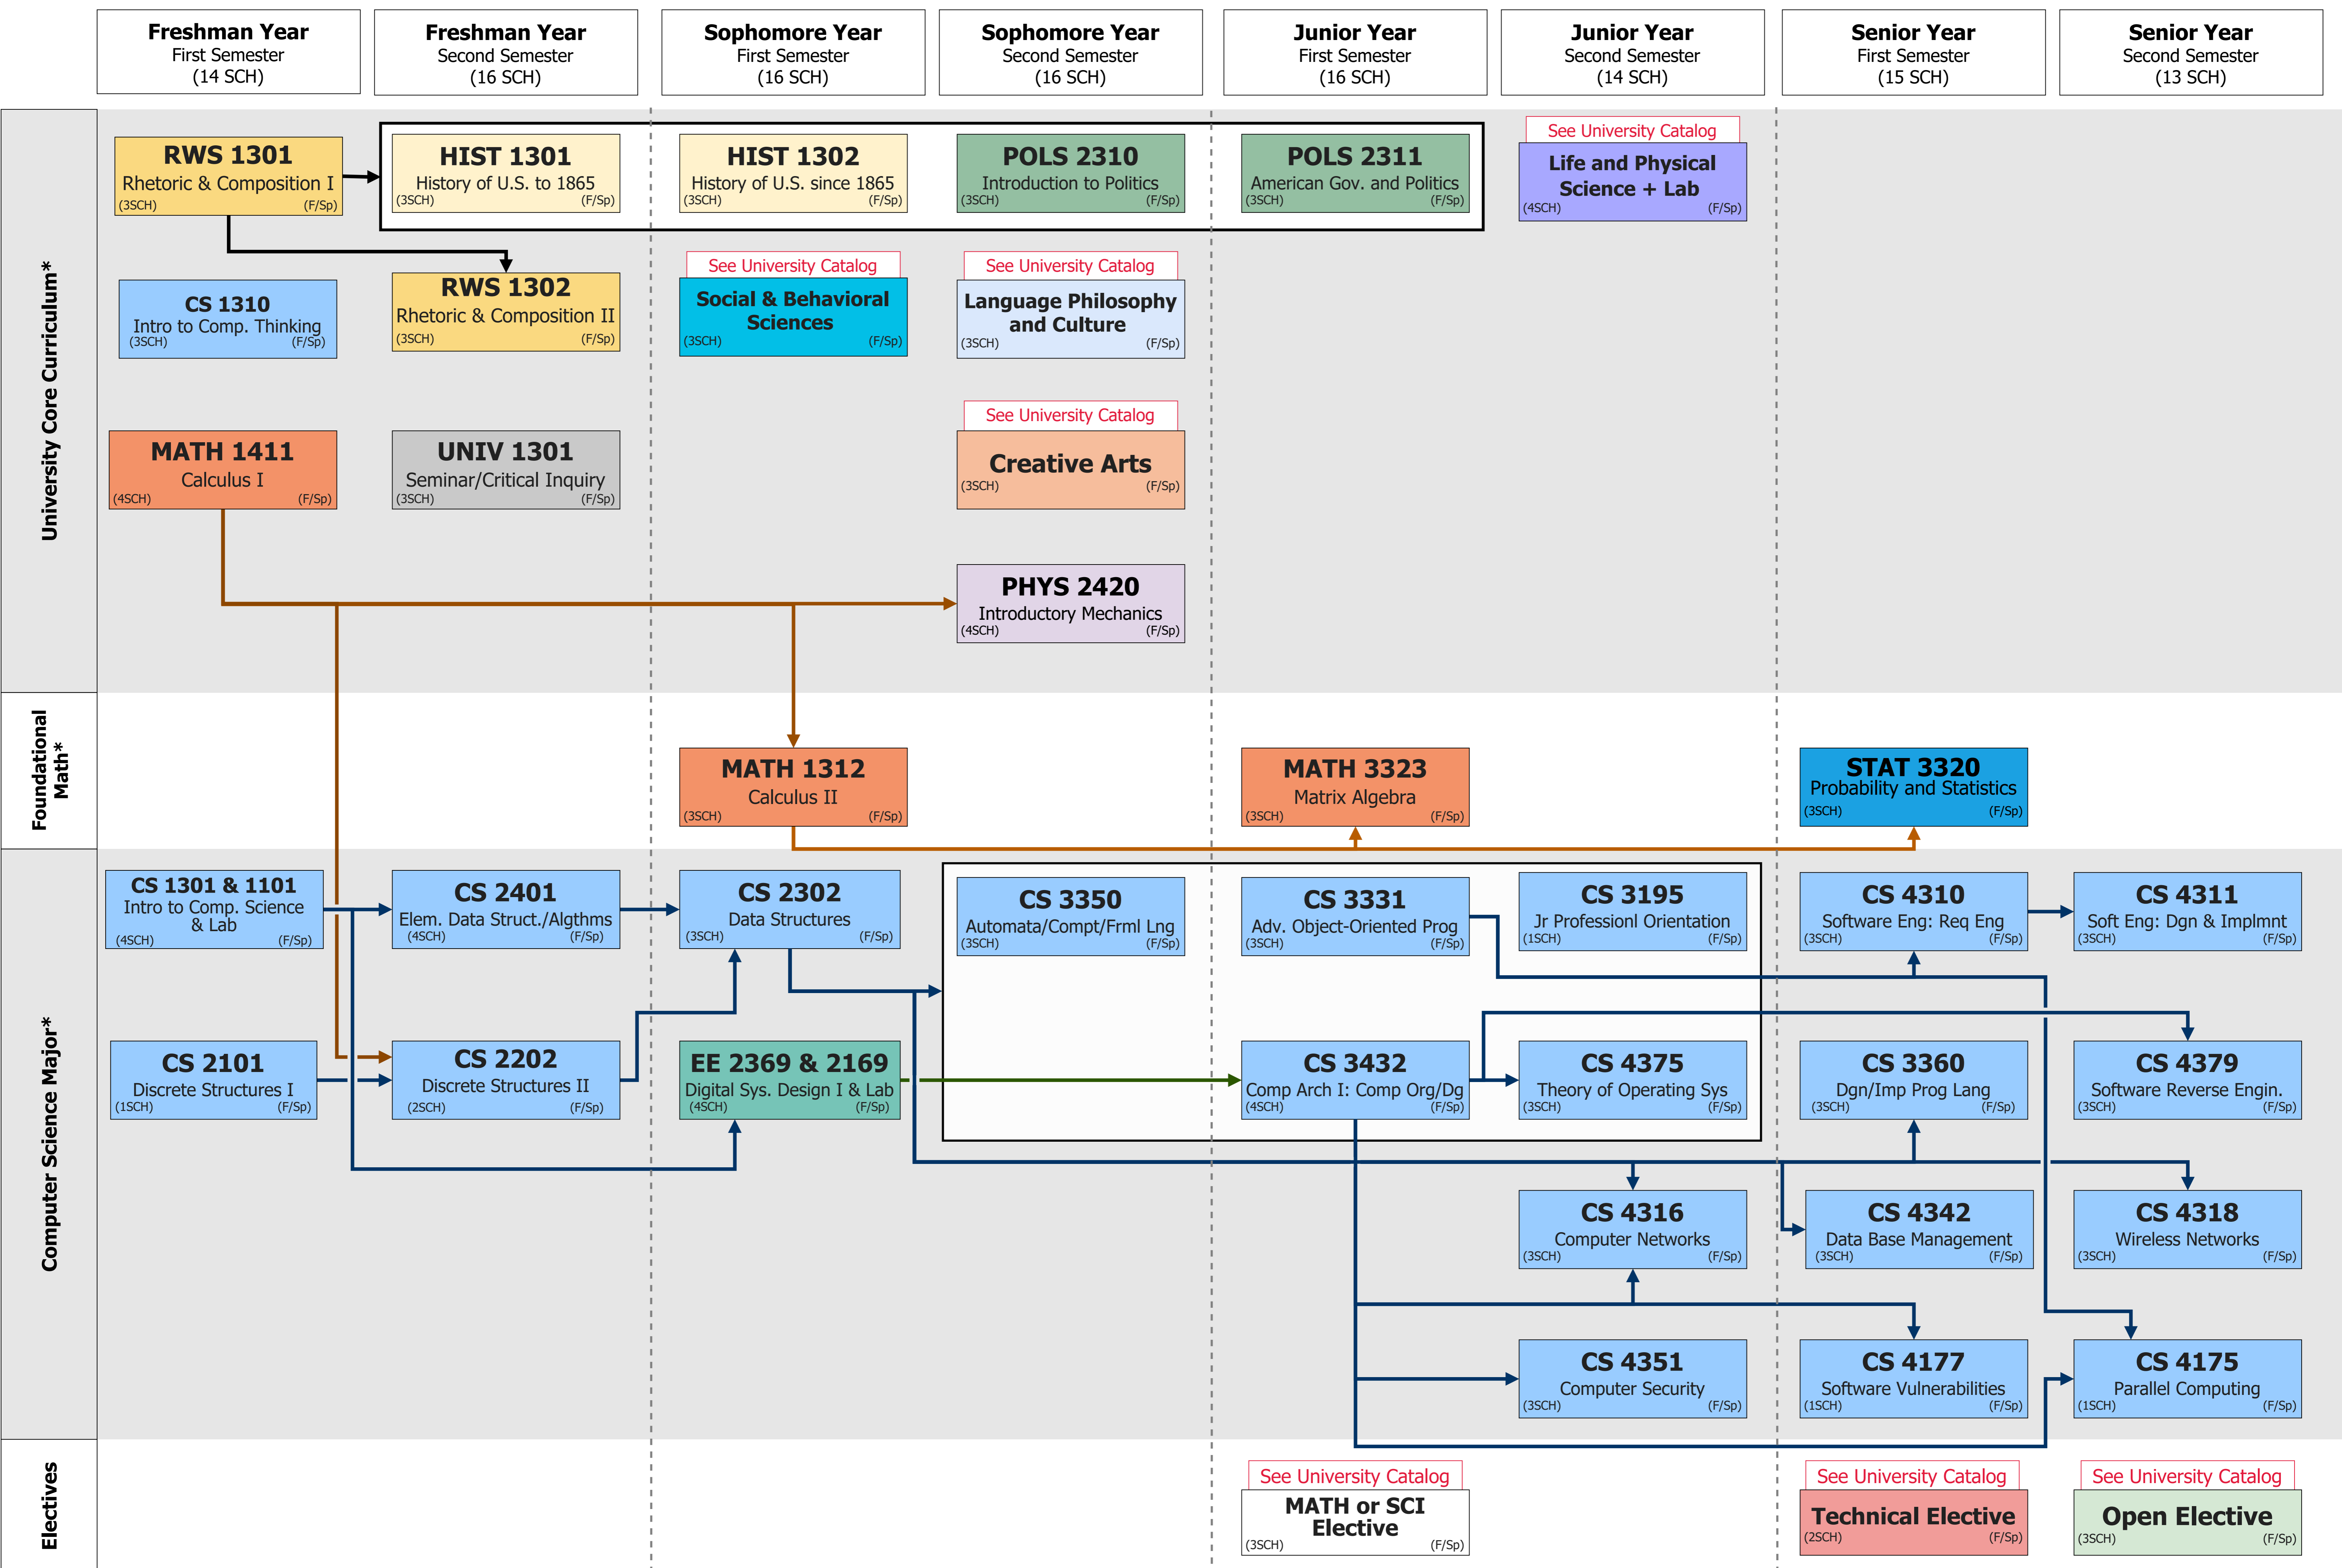 Freshman Year
First Semester
(14 SCH)
Freshman Year
Second Semester
(16 SCH)
Sophomore Year
First Semester
(16 SCH)
Sophomore Year
Second Semester
(16 SCH)
Junior Year
First Semester
(16 SCH)
Junior Year
Second Semester
(14 SCH)
Senior Year
First Semester
(15 SCH)
Senior Year
Second Semester
(13 SCH)
University Core Curriculum*
RWS 1301
Rhetoric & Composition I
(3SCH) (F/Sp)
HIST 1301
History of U.S. to 1865
(3SCH) (F/Sp)
HIST 1302
History of U.S. since 1865
(3SCH) (F/Sp)
POLS 2310
Introduction to Politics
(3SCH) (F/Sp)
POLS 2311
American Gov. and Politics
(3SCH) (F/Sp)
See University Catalog
Life and Physical
Science + Lab
(4SCH) (F/Sp)
CS 1310
Intro to Comp. Thinking
(3SCH) (F/Sp)
RWS 1302
Rhetoric & Composition II
(3SCH) (F/Sp)
See University Catalog
Social & Behavioral
Sciences
(3SCH) (F/Sp)
See University Catalog
Language Philosophy
and Culture
(3SCH) (F/Sp)
MATH 1411
Calculus I
(4SCH) (F/Sp)
UNIV 1301
Seminar/Critical Inquiry
(3SCH) (F/Sp)
See University Catalog
Creative Arts
(3SCH) (F/Sp)
PHYS 2420
Introductory Mechanics
(4SCH) (F/Sp)
Foundational
Math*
MATH 1312
Calculus II
(3SCH) (F/Sp)
MATH 3323
Matrix Algebra
(3SCH) (F/Sp)
STAT 3320
Probability and Statistics
(3SCH) (F/Sp)
Computer Science Major*
CS 1301 & 1101
Intro to Comp. Science
& Lab
(4SCH) (F/Sp)
CS 2401
Elem. Data Struct./Algthms
(4SCH) (F/Sp)
CS 2302
Data Structures
(3SCH) (F/Sp)
CS 3350
Automata/Compt/Frml Lng
(3SCH) (F/Sp)
CS 3331
Adv. Object-Oriented Prog
(3SCH) (F/Sp)
CS 3195
Jr Professionl Orientation
(1SCH) (F/Sp)
CS 4310
Software Eng: Req Eng
(3SCH) (F/Sp)
CS 4311
Soft Eng: Dgn & Implmnt
(3SCH) (F/Sp)
CS 2101
Discrete Structures I
(1SCH) (F/Sp)
CS 2202
Discrete Structures II
(2SCH) (F/Sp)
EE 2369 & 2169
Digital Sys. Design I & Lab
(4SCH) (F/Sp)
CS 3432
Comp Arch I: Comp Org/Dg
(4SCH) (F/Sp)
CS 4375
Theory of Operating Sys
(3SCH) (F/Sp)
CS 3360
Dgn/Imp Prog Lang
(3SCH) (F/Sp)
CS 4379
Software Reverse Engin.
(3SCH) (F/Sp)
CS 4316
Computer Networks
(3SCH) (F/Sp)
CS 4342
Data Base Management
(3SCH) (F/Sp)
CS 4318
Wireless Networks
(3SCH) (F/Sp)
CS 4351
Computer Security
(3SCH) (F/Sp)
CS 4177
Software Vulnerabilities
(1SCH) (F/Sp)
CS 4175
Parallel Computing
(1SCH) (F/Sp)
Electives
See University Catalog
MATH or SCI
Elective
(3SCH) (F/Sp)
See University Catalog
Technical Elective
(2SCH) (F/Sp)
See University Catalog
Open Elective
(3SCH) (F/Sp)